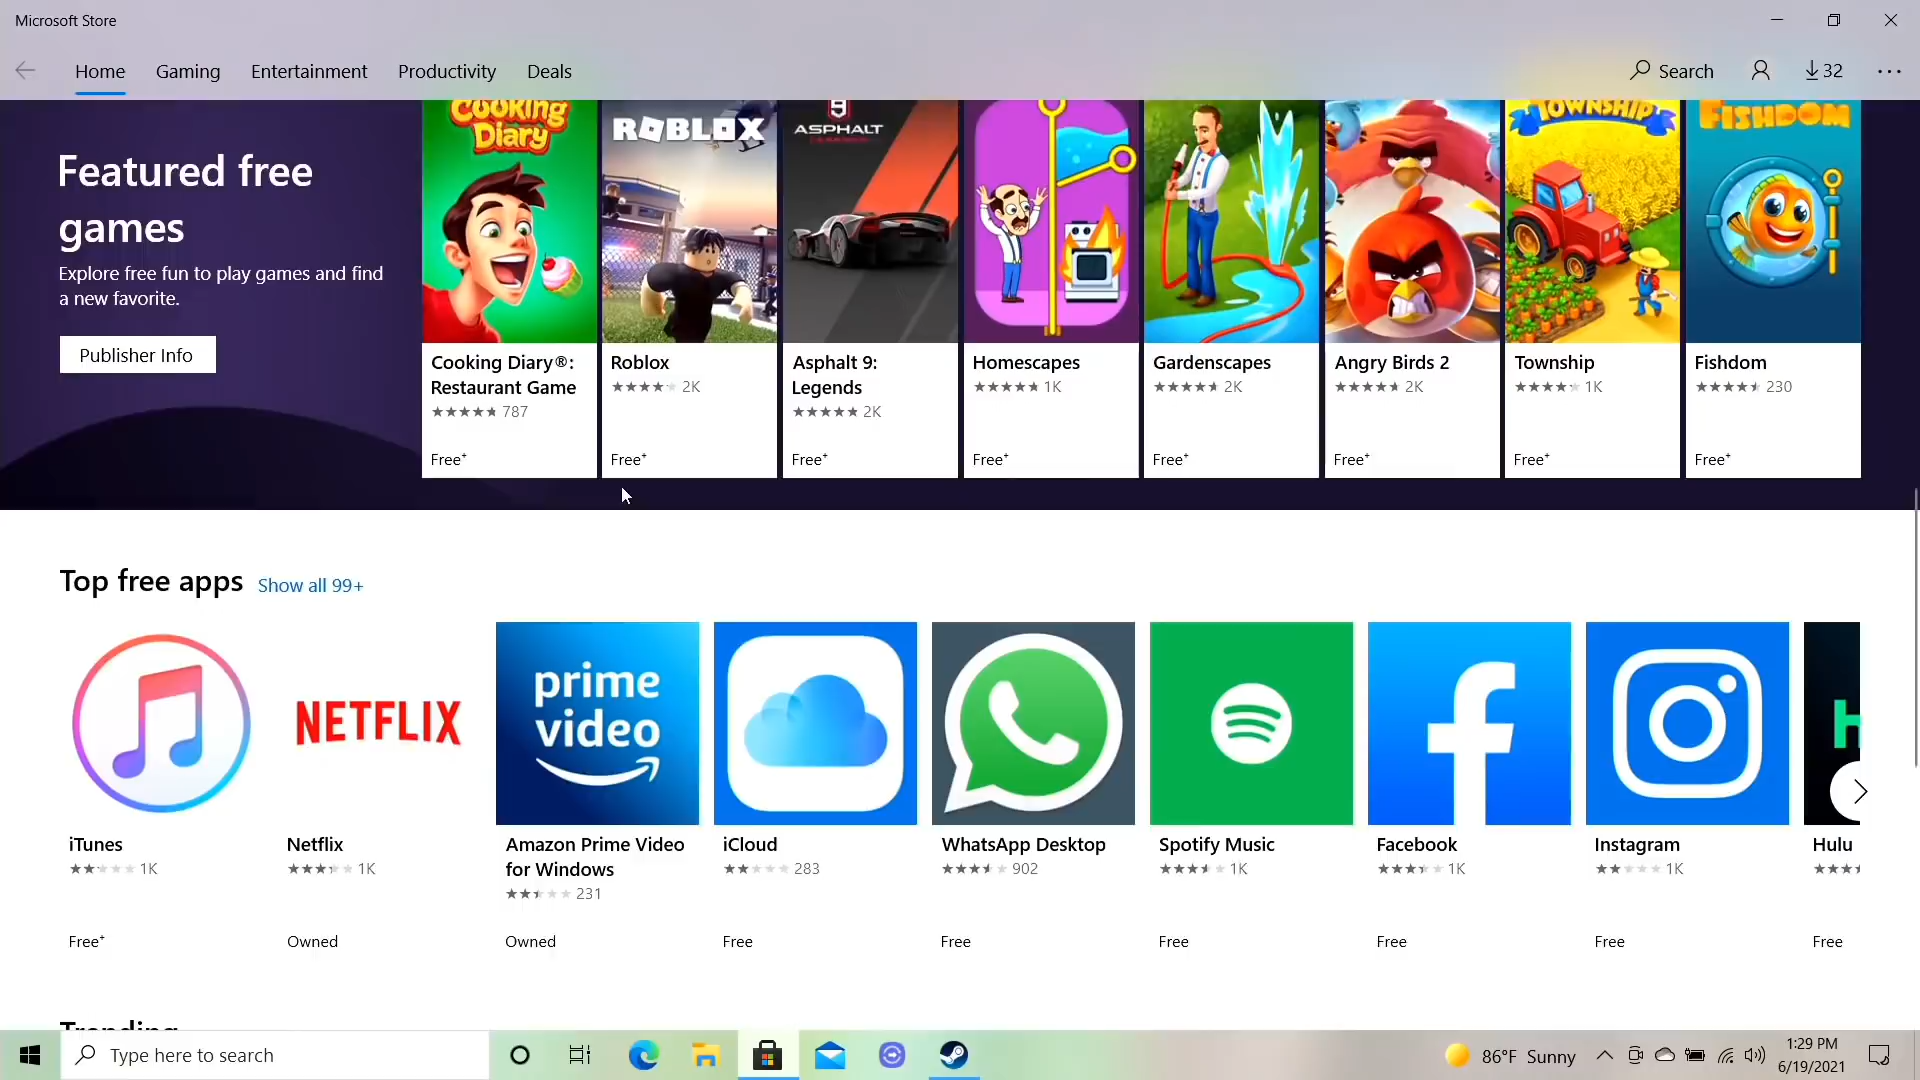 Microsoft Store
Home
Gaming
Entertainment
Productivity
Deals
Search
32
Featured free
games
Explore free fun to play games and find
a new favorite.
Publisher Info
COOKING
Diary
ROBLOX
9
ASPHALT
TOWNSHIP
FISHDOM
Cooking Diary®:
Restaurant Game
787
Free+
Roblox
2K
Free+
Asphalt 9:
Legends
2K
Free+
Homescapes
1K
Free+
Gardenscapes
2K
Free+
Angry Birds 2
2K
Free+
Township
1K
Free+
Fishdom
230
Free+
Top free apps
Show all 99+
NETFLIX
prime
video
iTunes
1K
Free+
Netflix
1K
Owned
Amazon Prime Video
for Windows
231
Owned
iCloud
283
Free
WhatsApp Desktop
902
Free
Spotify Music
1K
Free
Facebook
1K
Free
Instagram
1K
Free
Hulu
Free
Trending
Type here to search
86°F Sunny
1:29 PM
6/19/2021